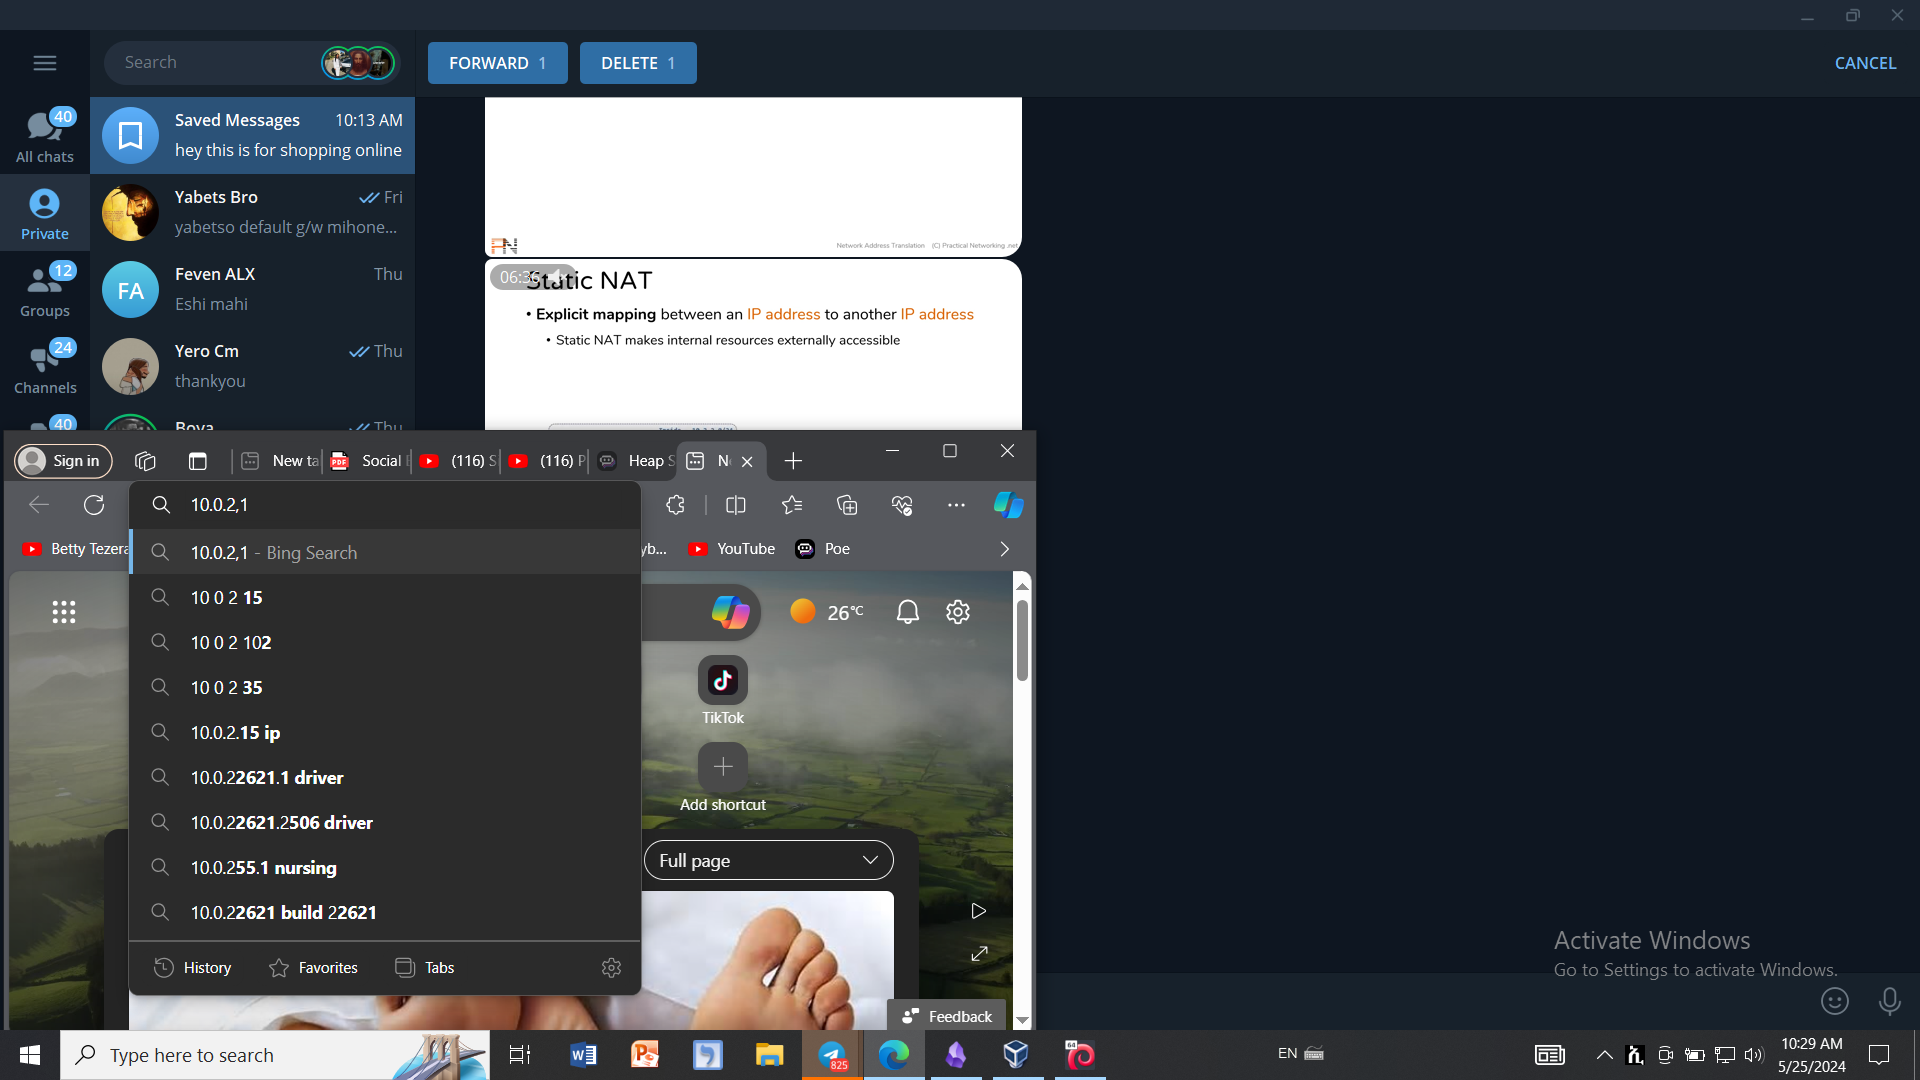 Search
FORWARD 1
DELETE 1
CANCEL
40
All chats
Private
12
Groups
24
Channels
40
Saved Messages 10:13 AM
hey this is for shopping online
Yabets Bro Fri
yabetso default g/w mihone...
FA
Feven ALX Thu
Eshi mahi
Yero Cm Thu
thankyou
Boya Thu
Network Address Translation (C) Practical Networking .net
06:36
Static NAT
• Explicit mapping between an IP address to another IP address
• Static NAT makes internal resources externally accessible
Sign in
New ta
PDF
Social
(116) S
(116) P
Heap S
N
10.0.2,1
10.0.2,1 - Bing Search
10 0 2 15
10 0 2 102
10 0 2 35
10.0.2.15 ip
10.0.22621.1 driver
10.0.22621.2506 driver
10.0.255.1 nursing
10.0.22621 build 22621
History
Favorites
Tabs
Betty Tezera
yb...
YouTube
Poe
26°C
TikTok
Add shortcut
Full page
Feedback
Activate Windows
Go to Settings to activate Windows.
Type here to search
825
64
EN
10:29 AM
5/25/2024